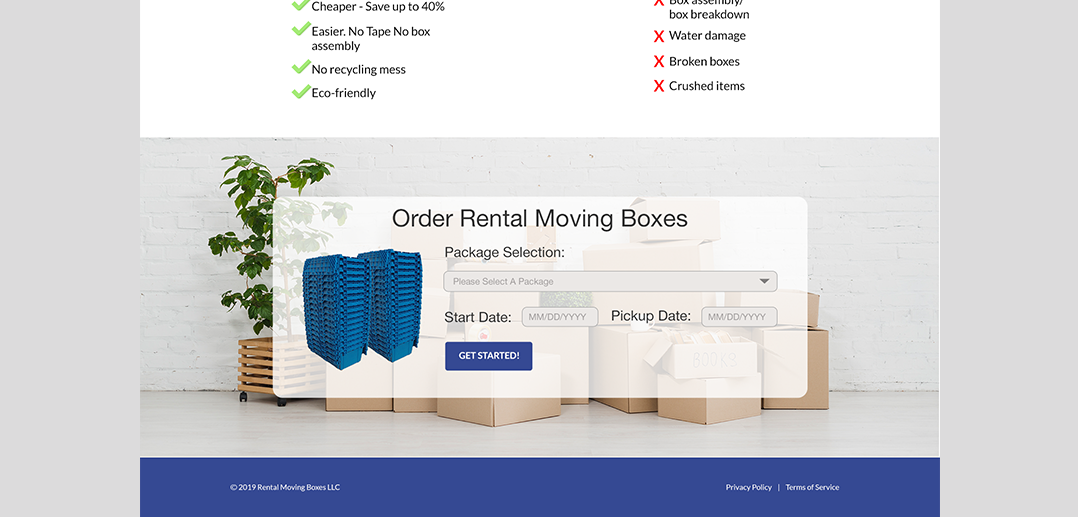 Cheaper - Save up to 40%
Easier. No Tape No box
assembly
No recycling mess
Eco-friendly
Box assembly/
box breakdown
X Water damage
X Broken boxes
X Crushed items
Order Rental Moving Boxes
Package Selection:
Please Select A Package
Start Date: MM/DD/YYYY Pickup Date: MM/DD/YYYY
GET STARTED!
BOOKS
© 2019 Rental Moving Boxes LLC
Privacy Policy | Terms of Service